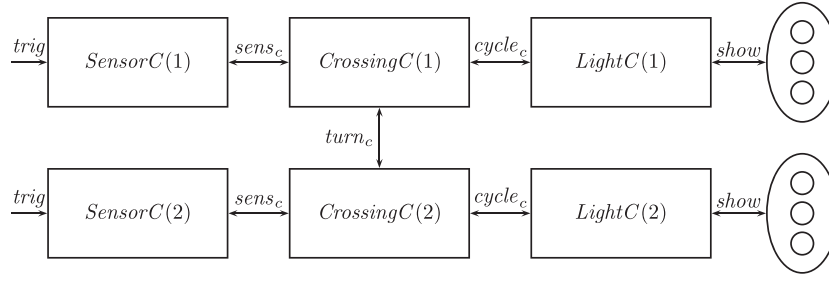 trig SensorC(1) sens_c CrossingC(1) cycle_c LightC(1) show
turn_c
trig SensorC(2) sens_c CrossingC(2) cycle_c LightC(2) show